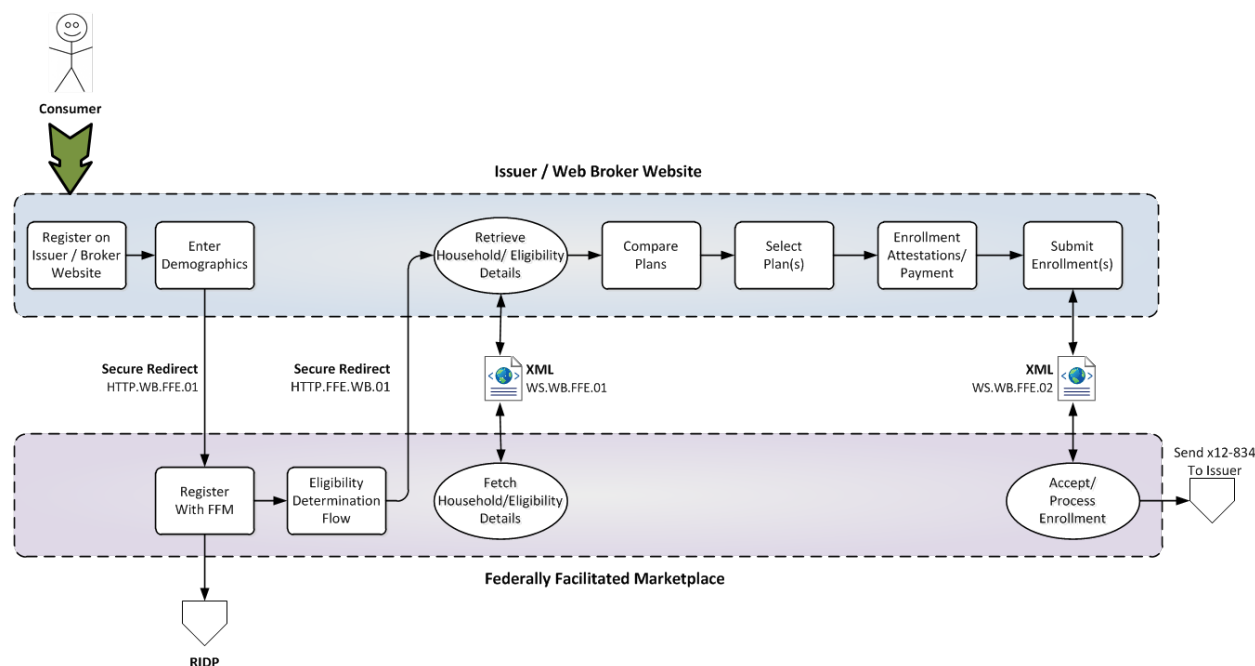 Consumer
Issuer / Web Broker Website
Register on
Issuer / Broker
Website
Enter
Demographics
Retrieve
Household/ Eligibility
Details
Compare
Plans
Select
Plan(s)
Enrollment
Attestations/
Payment
Submit
Enrollment(s)
Secure Redirect
HTTP.WB.FFE.01
Secure Redirect
HTTP.FFE.WB.01
XML
WS.WB.FFE.01
XML
WS.WB.FFE.02
Register
With FFM
Eligibility
Determination
Flow
Fetch
Household/Eligibility
Details
Accept/
Process
Enrollment
Send x12-834
To Issuer
Federally Facilitated Marketplace
RIDP